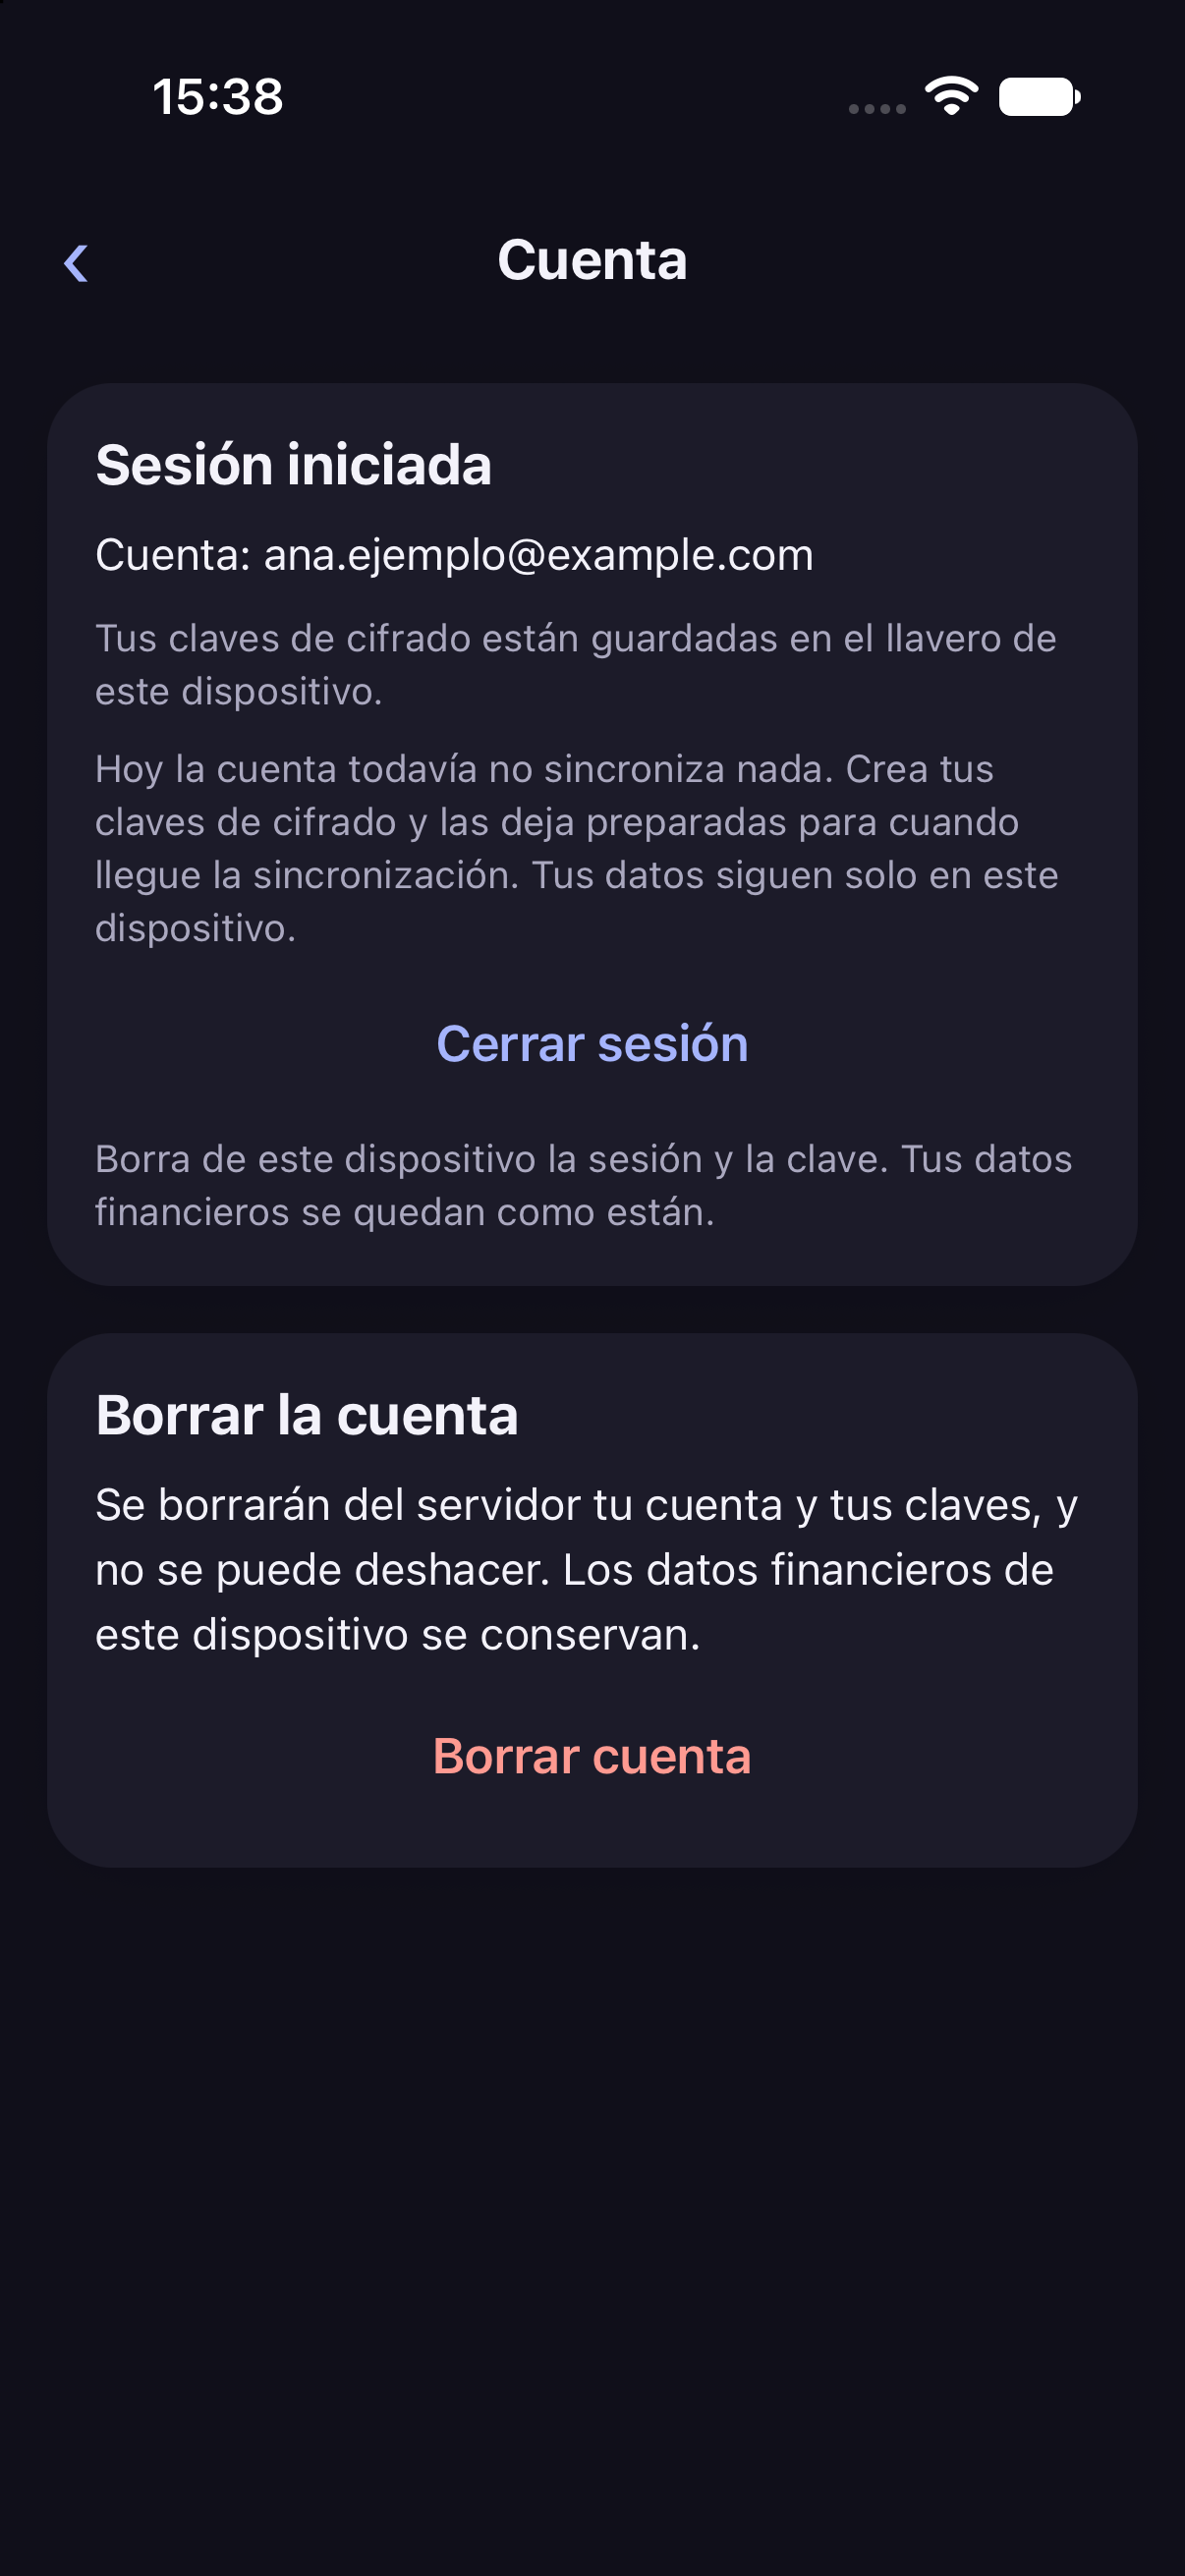 15:38
Cuenta
Sesión iniciada
Cuenta: ana.ejemplo@example.com
Tus claves de cifrado están guardadas en el llavero de
este dispositivo.
Hoy la cuenta todavía no sincroniza nada. Crea tus
claves de cifrado y las deja preparadas para cuando
llegue la sincronización. Tus datos siguen solo en este
dispositivo.
Cerrar sesión
Borra de este dispositivo la sesión y la clave. Tus datos
financieros se quedan como están.
Borrar la cuenta
Se borrarán del servidor tu cuenta y tus claves, y
no se puede deshacer. Los datos financieros de
este dispositivo se conservan.
Borrar cuenta